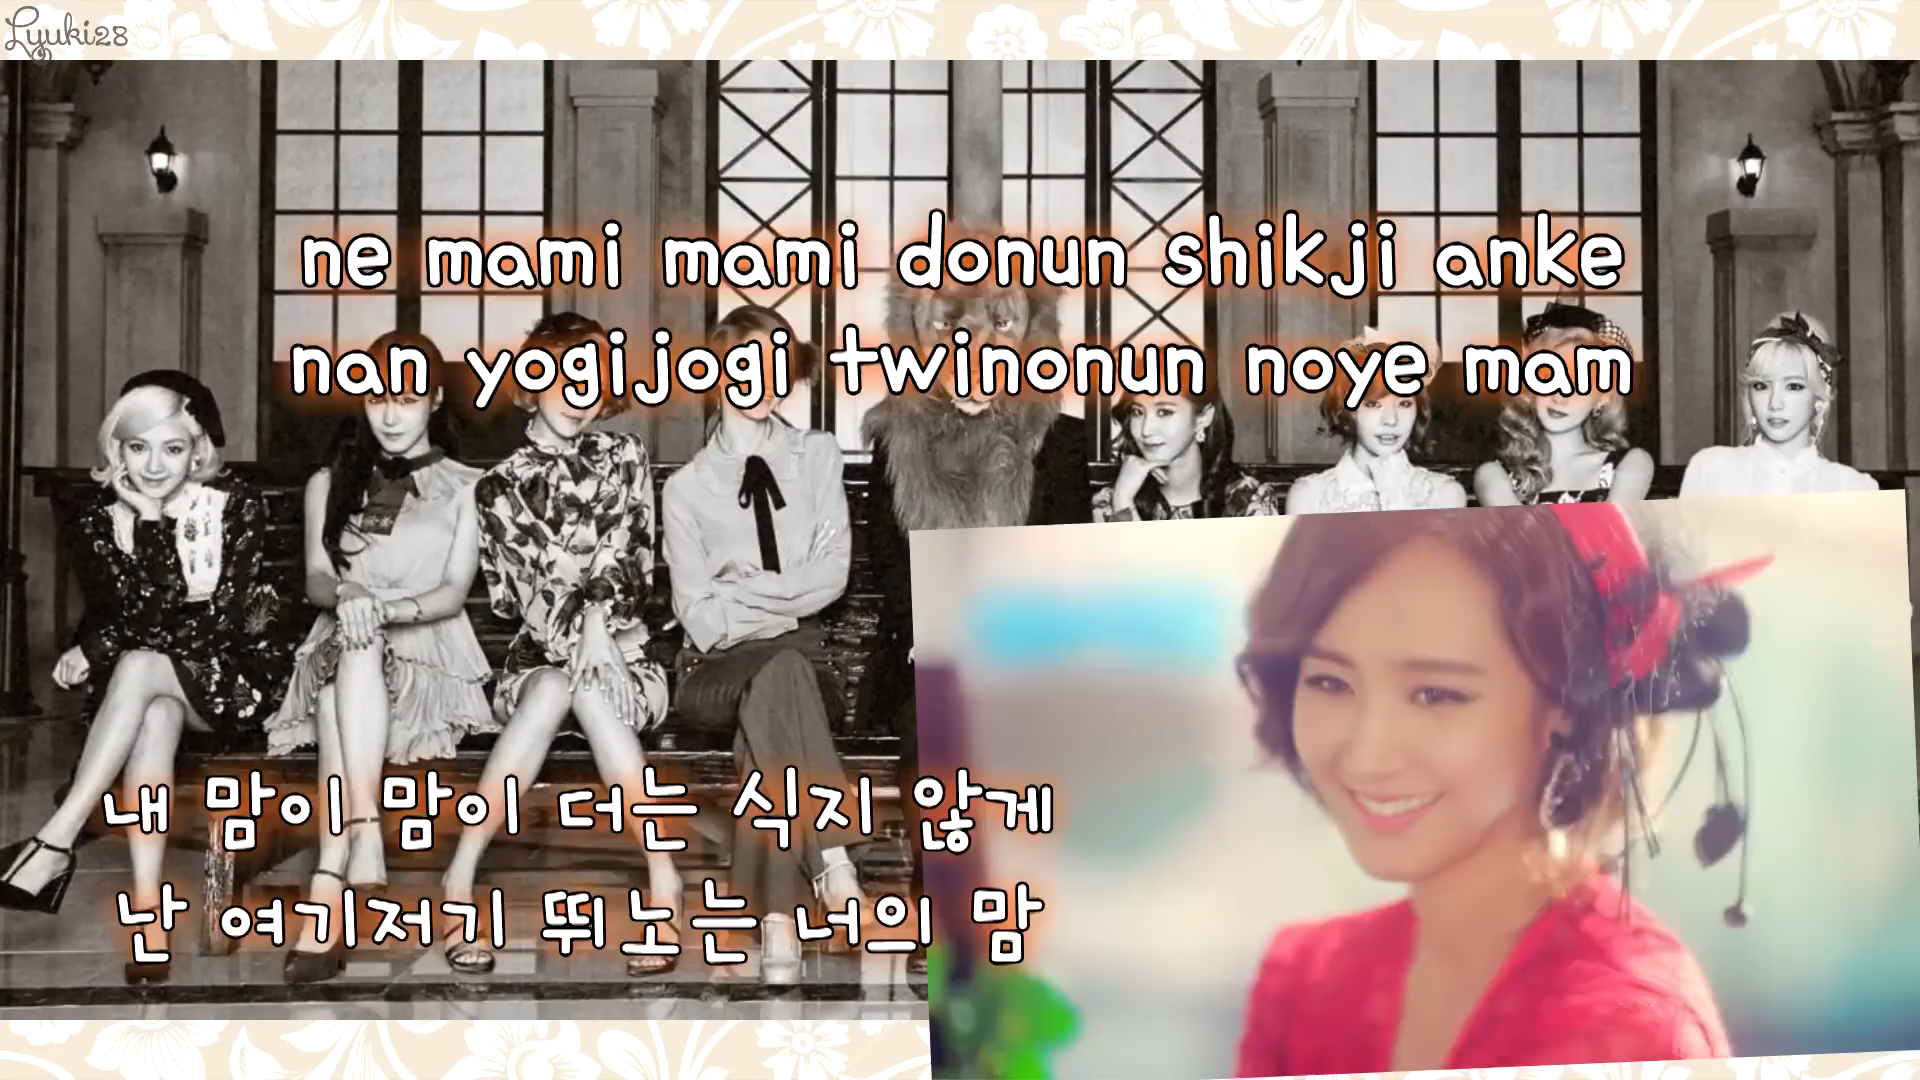 Lyuki28
ne mami mami donun shikji anke
nan yogijogi twinonun noye mam
내 맘이 맘이 더는 식지 않게
난 여기저기 뛰노는 너의 맘